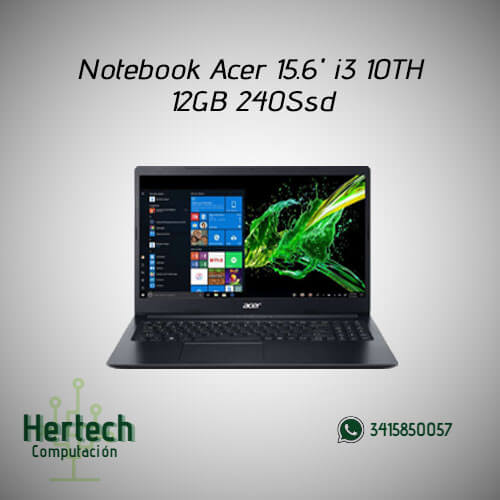 Notebook Acer 15.6' i3 10TH
12GB 240Ssd
acer
Hertech
Computación
3415850057